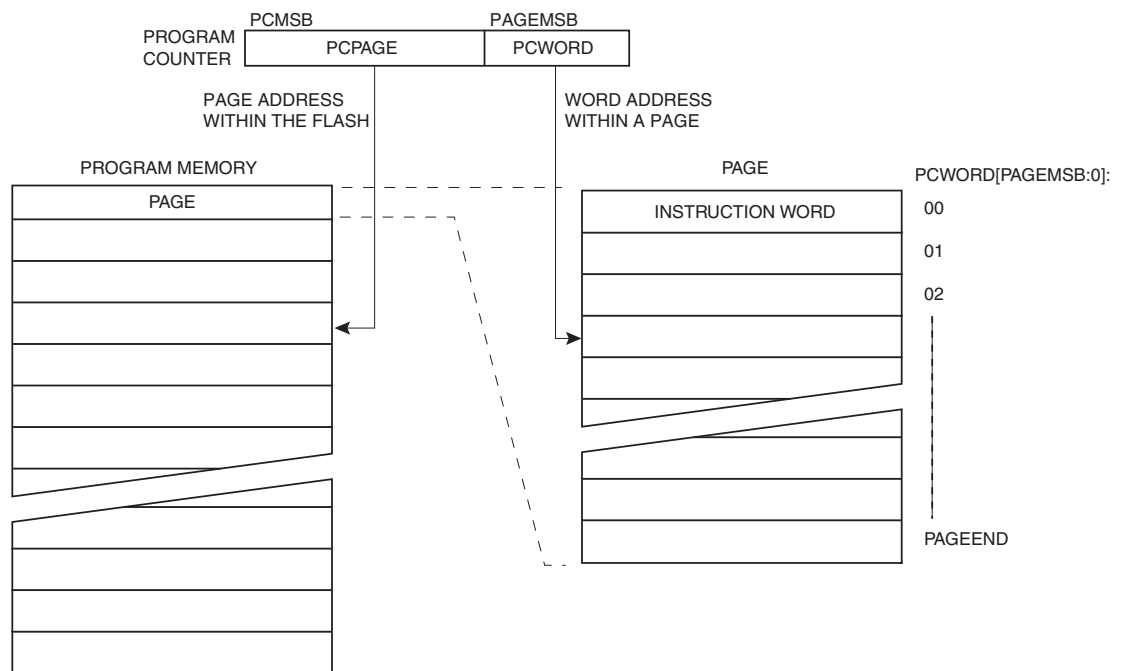 PCMSB PAGEMSB
PROGRAM
COUNTER
PCPAGE PCWORD
PAGE ADDRESS
WITHIN THE FLASH
WORD ADDRESS
WITHIN A PAGE
PROGRAM MEMORY
PAGE
PAGE
INSTRUCTION WORD
PCWORD[PAGEMSB:0]:
00
01
02
PAGEEND